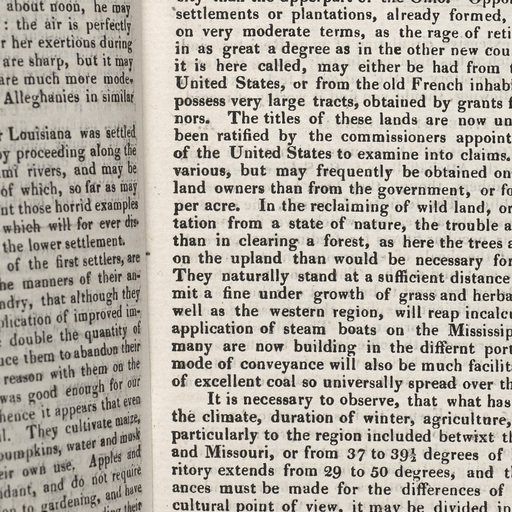 about noon, he may
: the air is perfectly
r her exertions during
are sharp, but it may
are much more mode-
Alleghanies in similar
Louisiana was settled
by proceeding along the
rivers, and may be
of which, so far as may
nt those horrid examples
which will for ever dis-
the lower settlement.
of the first settlers, are
he manners of their an-
ndry, that although they
plication of improved im-
double the quantity of
uce them to abandon their
reason with them on the
was good enough for our
hence it appears that even
They cultivate maize,
pumpkins, water and musk
eir own use. Apples and
ndant, and do not require
to gardening, and have
settlements or plantations, already formed,
on very moderate terms, as the rage of reti
in as great a degree as in the other new cou
it is here called, may either be had from t
United States, or from the old French inhabi
possess very large tracts, obtained by grants f
nors. The titles of these lands are now un
been ratified by the commissioners appoint
of the United States to examine into claims.
various, but may frequently be obtained on
land owners than from the government, or fo
per acre. In the reclaiming of wild land, or
tation from a state of nature, the trouble a
than in clearing a forest, as here the trees a
on the upland than would be necessary for
They naturally stand at a sufficient distance
mit a fine under growth of grass and herba
well as the western region, will reap incalcu
application of steam boats on the Mississip
many are now building in the differnt port
mode of conveyance will also be much facilit
of excellent coal so universally spread over th
It is necessary to observe, that what has
the climate, duration of winter, agriculture,
particularly to the region included betwixt th
and Missouri, or from 37 to 39½ degrees of
ritory extends from 29 to 50 degrees, and th
ances must be made for the differences of
cultural point of view, it may be divided in